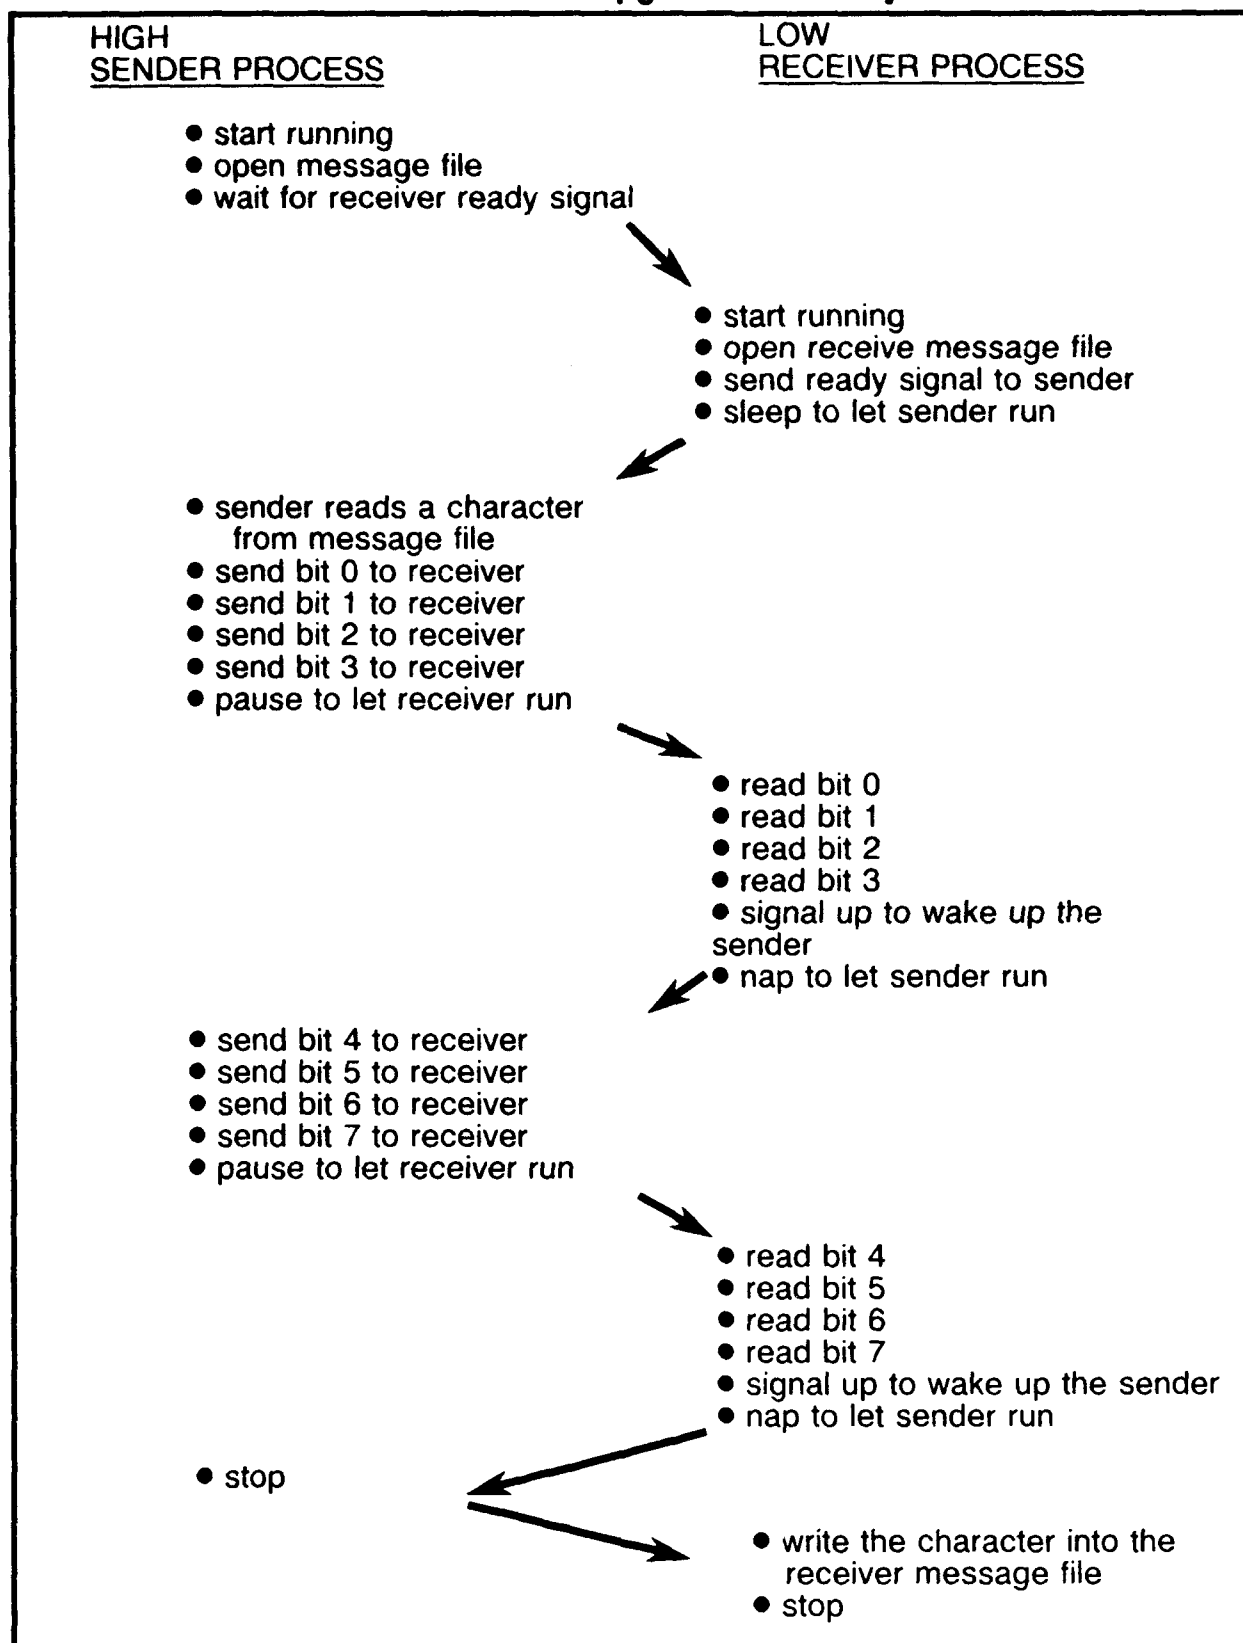 HIGH
SENDER PROCESS
LOW
RECEIVER PROCESS
● start running
● open message file
● wait for receiver ready signal
● start running
● open receive message file
● send ready signal to sender
● sleep to let sender run
● sender reads a character
from message file
● send bit 0 to receiver
● send bit 1 to receiver
● send bit 2 to receiver
● send bit 3 to receiver
● pause to let receiver run
● read bit 0
● read bit 1
● read bit 2
● read bit 3
● signal up to wake up the
sender
● nap to let sender run
● send bit 4 to receiver
● send bit 5 to receiver
● send bit 6 to receiver
● send bit 7 to receiver
● pause to let receiver run
● read bit 4
● read bit 5
● read bit 6
● read bit 7
● signal up to wake up the sender
● nap to let sender run
● stop
● write the character into the
receiver message file
● stop